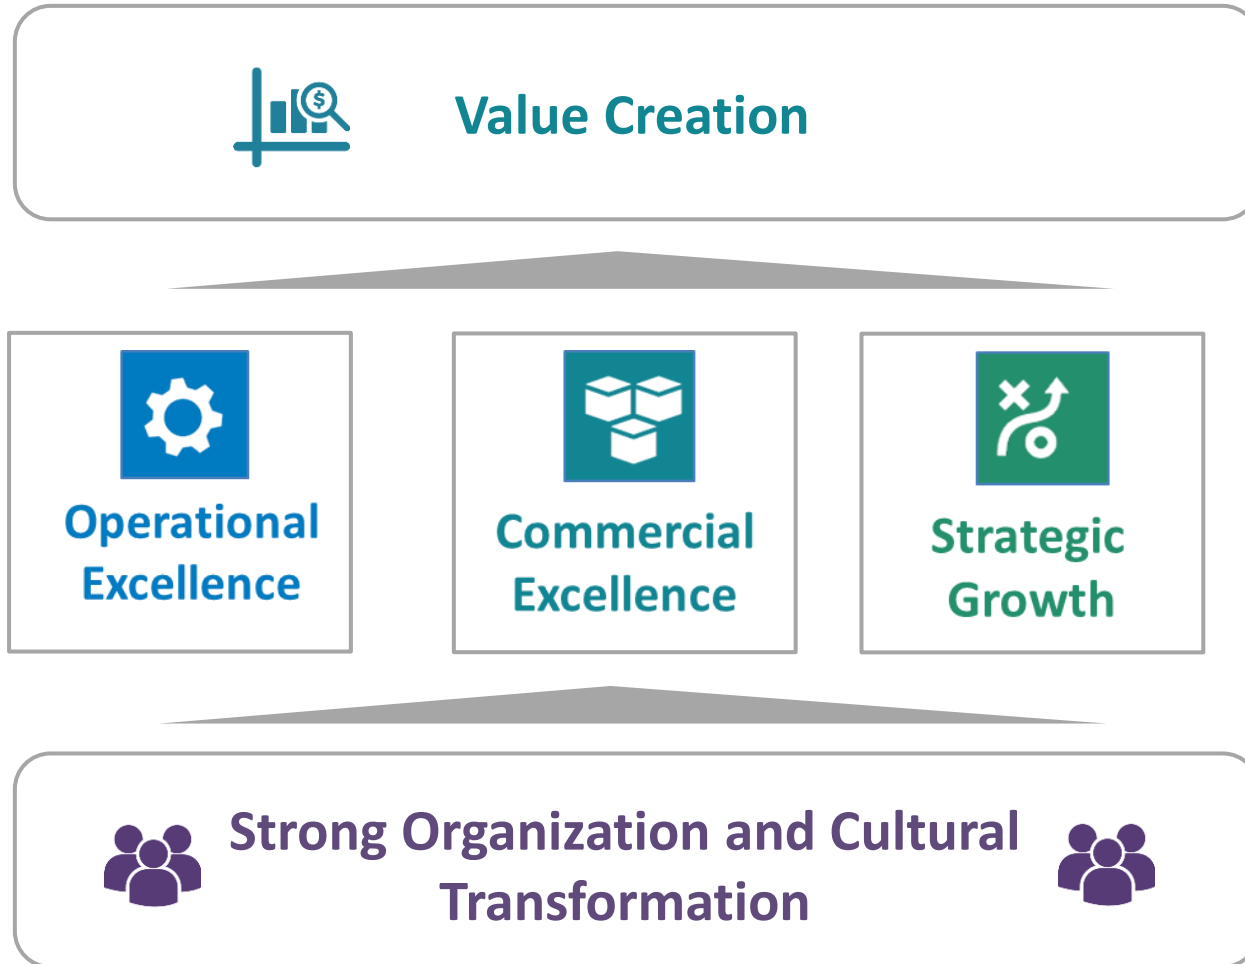 $
Value Creation
Operational
Excellence
Commercial
Excellence
Strategic
Growth
Strong Organization and Cultural
Transformation